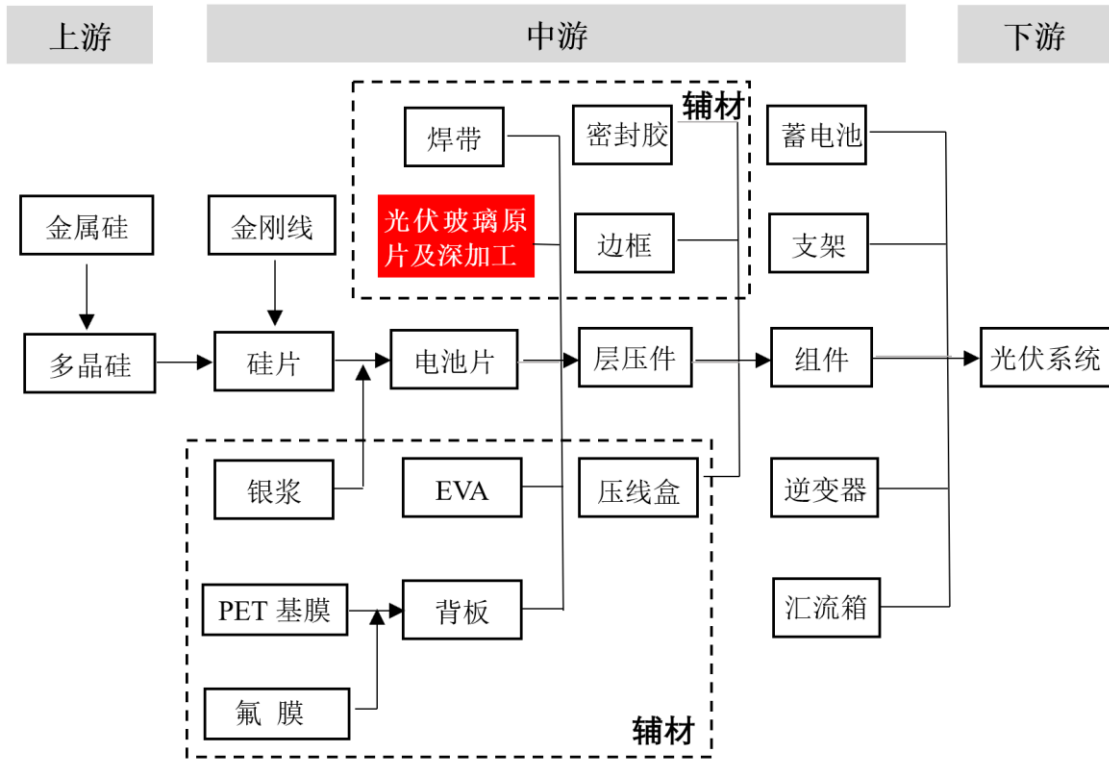 上游
中游
下游
辅材
焊带
密封胶
蓄电池
金属硅
金刚线
光伏玻璃原
片及深加工
边框
支架
多晶硅
硅片
电池片
层压件
组件
光伏系统
银浆
EVA
压线盒
逆变器
PET 基膜
背板
汇流箱
氟 膜
辅材